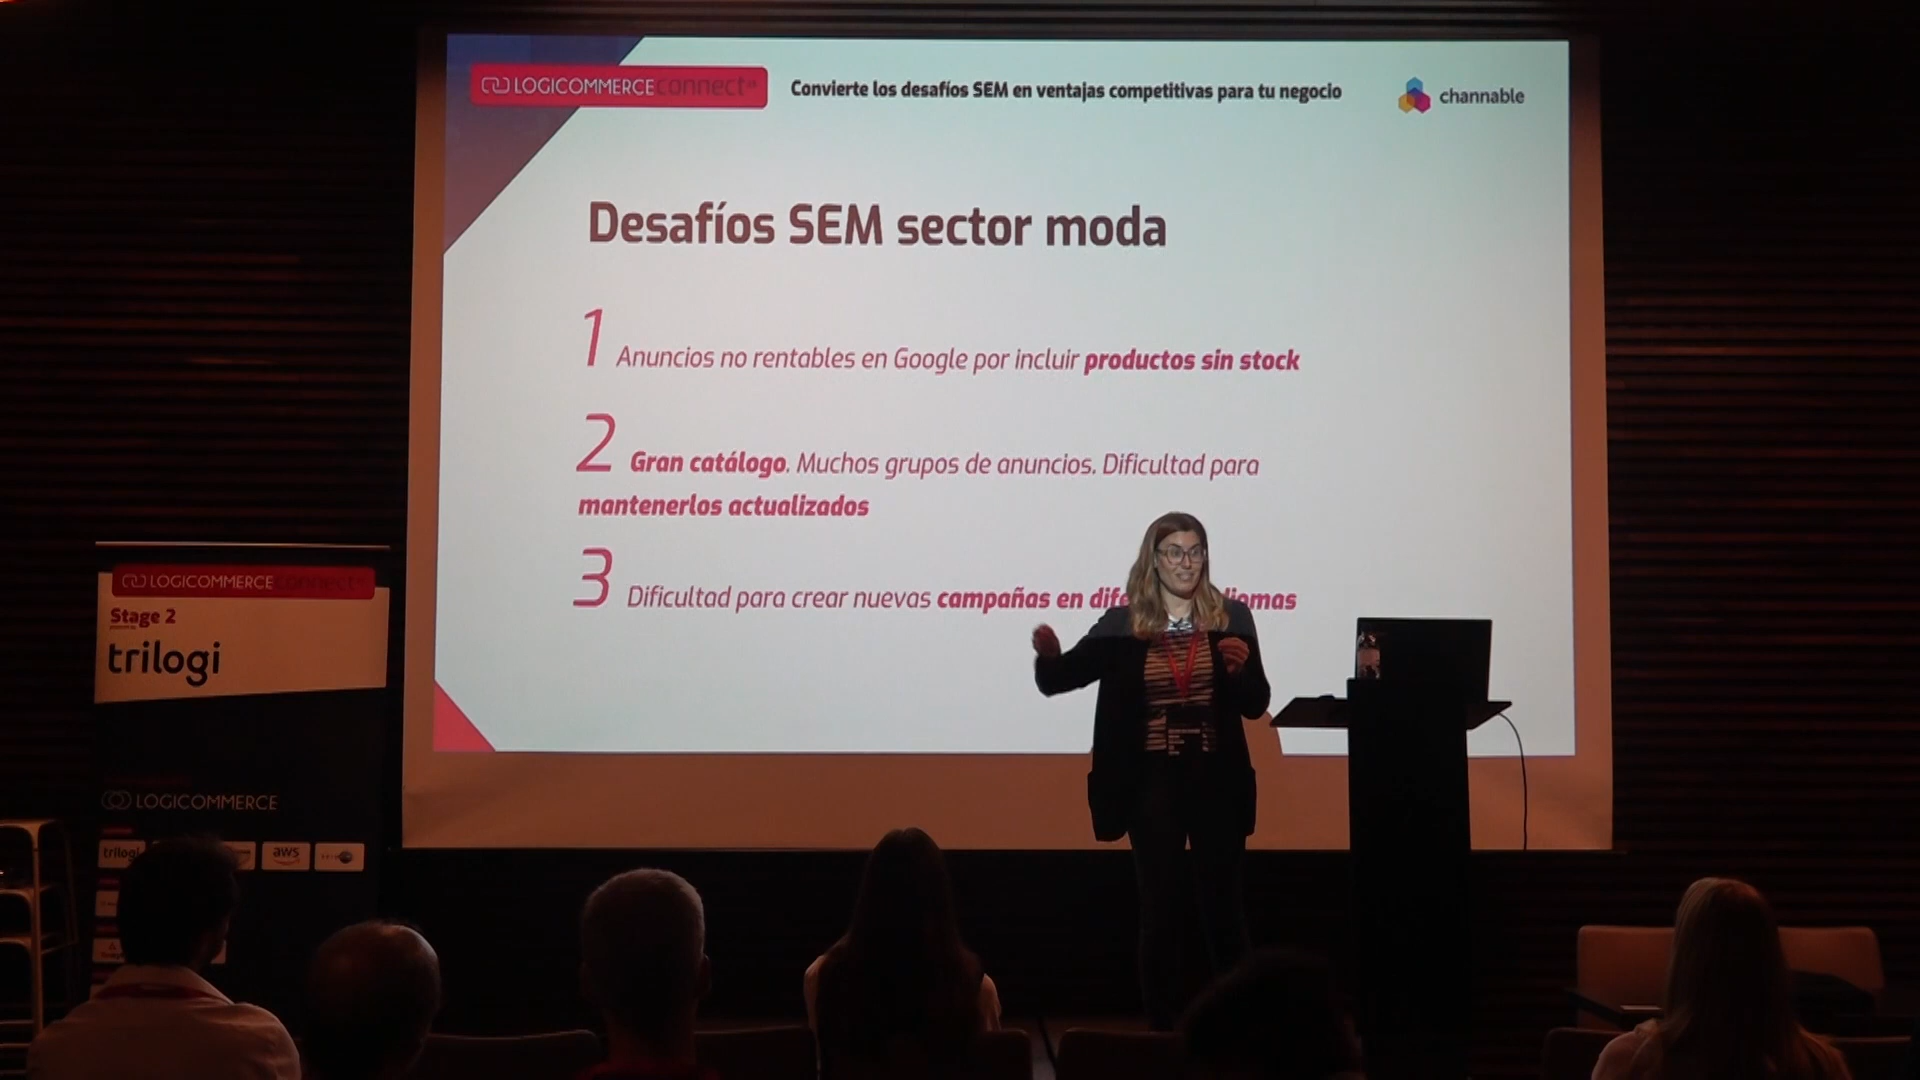 LOGICOMMERCE connect
Convierte los desafíos SEM en ventajas competitivas para tu negocio
channable
Desafíos SEM sector moda
1 Anuncios no rentables en Google por incluir productos sin stock
2 Gran catálogo. Muchos grupos de anuncios. Dificultad para
mantenerlos actualizados
3 Dificultad para crear nuevas campañas en dife iomas
LOGICOMMERCE connect
Stage 2
trilogi
LOGICOMMERCE
trilogi
aws